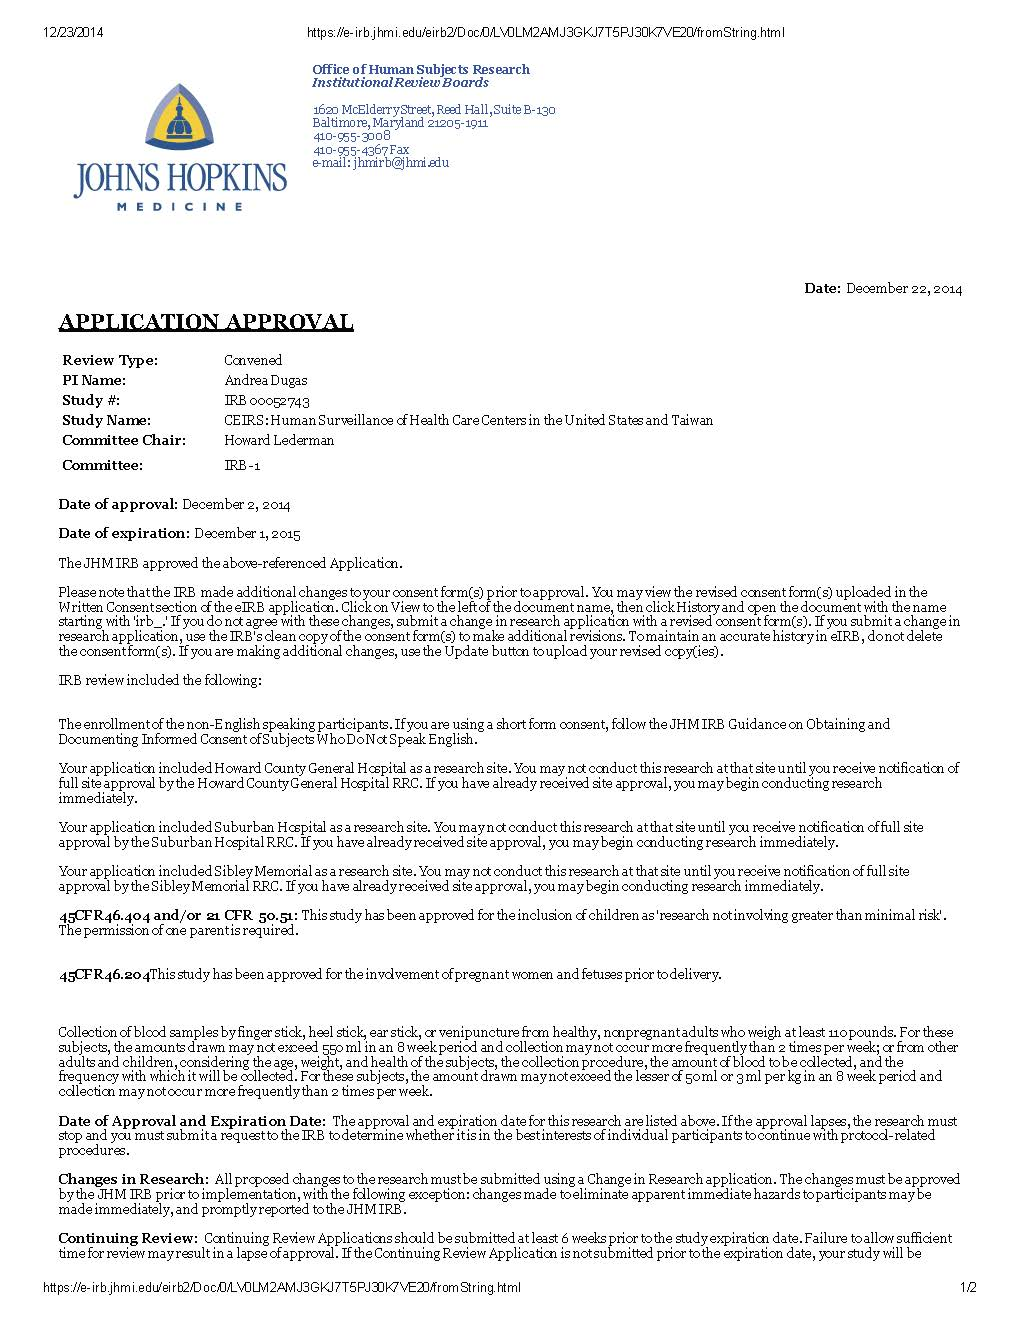 12/23/2014 https://e-irb.jhmi.edu/eirb2/Doc/0/LV0LM2AMJ3GKJ7T5PJ30K7VE20/fromString.html
Office of Human Subjects Research
Institutional Review Boards
1620 McElderry Street, Reed Hall, Suite B-130
Baltimore, Maryland 21205-1911
410-955-3008
410-955-4367 Fax
e-mail: jhmirb@jhmi.edu
JOHNS HOPKINS
MEDICINE
Date: December 22, 2014
APPLICATION APPROVAL
Review Type: Convened
PI Name: Andrea Dugas
Study #: IRB00052743
Study Name: CEIRS: Human Surveillance of Health Care Centers in the United States and Taiwan
Committee Chair: Howard Lederman
Committee: IRB-1
Date of approval: December 2, 2014
Date of expiration: December 1, 2015
The JHM IRB approved the above-referenced Application.
Please note that the IRB made additional changes to your consent form(s) prior to approval. You may view the revised consent form(s) uploaded in the
Written Consent section of the eIRB application. Click on View to the left of the document name, then click History and open the document with the name
starting with 'irb_.' If you do not agree with these changes, submit a change in research application with a revised consent form(s). If you submit a change in
research application, use the IRB's clean copy of the consent form(s) to make additional revisions. To maintain an accurate history in eIRB, do not delete
the consent form(s). If you are making additional changes, use the Update button to upload your revised copy(ies).
IRB review included the following:
The enrollment of the non-English speaking participants. If you are using a short form consent, follow the JHM IRB Guidance on Obtaining and
Documenting Informed Consent of Subjects Who Do Not Speak English.
Your application included Howard County General Hospital as a research site. You may not conduct this research at that site until you receive notification of
full site approval by the Howard County General Hospital RRC. If you have already received site approval, you may begin conducting research
immediately.
Your application included Suburban Hospital as a research site. You may not conduct this research at that site until you receive notification of full site
approval by the Suburban Hospital RRC. If you have already received site approval, you may begin conducting research immediately.
Your application included Sibley Memorial as a research site. You may not conduct this research at that site until you receive notification of full site
approval by the Sibley Memorial RRC. If you have already received site approval, you may begin conducting research immediately.
45CFR46.404 and/or 21 CFR 50.51: This study has been approved for the inclusion of children as 'research not involving greater than minimal risk'.
The permission of one parent is required.
45CFR46.204This study has been approved for the involvement of pregnant women and fetuses prior to delivery.
Collection of blood samples by finger stick, heel stick, ear stick, or venipuncture from healthy, nonpregnant adults who weigh at least 110 pounds. For these
subjects, the amounts drawn may not exceed 550 ml in an 8 week period and collection may not occur more frequently than 2 times per week; or from other
adults and children, considering the age, weight, and health of the subjects, the collection procedure, the amount of blood to be collected, and the
frequency with which it will be collected. For these subjects, the amount drawn may not exceed the lesser of 50 ml or 3 ml per kg in an 8 week period and
collection may not occur more frequently than 2 times per week.
Date of Approval and Expiration Date: The approval and expiration date for this research are listed above. If the approval lapses, the research must
stop and you must submit a request to the IRB to determine whether it is in the best interests of individual participants to continue with protocol-related
procedures.
Changes in Research: All proposed changes to the research must be submitted using a Change in Research application. The changes must be approved
by the JHM IRB prior to implementation, with the following exception: changes made to eliminate apparent immediate hazards to participants may be
made immediately, and promptly reported to the JHM IRB.
Continuing Review: Continuing Review Applications should be submitted at least 6 weeks prior to the study expiration date. Failure to allow sufficient
time for review may result in a lapse of approval. If the Continuing Review Application is not submitted prior to the expiration date, your study will be
https://e-irb.jhmi.edu/eirb2/Doc/0/LV0LM2AMJ3GKJ7T5PJ30K7VE20/fromString.html 1/2